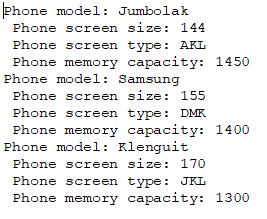 Phone model: Jumbolak
Phone screen size: 144
Phone screen type: AKL
Phone memory capacity: 1450
Phone model: Samsung
Phone screen size: 155
Phone screen type: DMK
Phone memory capacity: 1400
Phone model: Klenguit
Phone screen size: 170
Phone screen type: JKL
Phone memory capacity: 1300